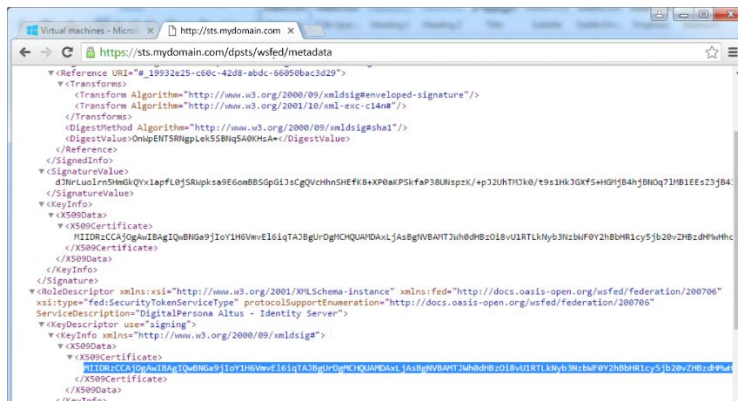 Virtual machines - Micros
http://sts.mydomain.com
https://sts.mydomain.com/dpsts/wsfed/metadata
▼<Reference URI="#_19932e25-c60c-42d8-abdc-66050bac3d29">
▼<Transforms>
<Transform Algorithm="http://www.w3.org/2000/09/xmldsig#enveloped-signature"/>
<Transform Algorithm="http://www.w3.org/2001/10/xml-exc-c14n#"/>
</Transforms>
<DigestMethod Algorithm="http://www.w3.org/2000/09/xmldsig#sha1"/>
<DigestValue>OnWpENT5RNgpLek5SBNq5A0KHsA=</DigestValue>
</Reference>
</SignedInfo>
▼<SignatureValue>
</SignatureValue>
▼<KeyInfo>
▼<X509Data>
▼<X509Certificate>
</X509Certificate>
</X509Data>
</KeyInfo>
</Signature>
▼<RoleDescriptor xmlns:xsi="http://www.w3.org/2001/XMLSchema-instance" xmlns:fed="http://docs.oasis-open.org/wsfed/federation/200706"
xsi:type="fed:SecurityTokenServiceType" protocolSupportEnumeration="http://docs.oasis-open.org/wsfed/federation/200706"
ServiceDescription="DigitalPersona Altus - Identity Server">
▼<KeyDescriptor use="signing">
▼<KeyInfo xmlns="http://www.w3.org/2000/09/xmldsig#">
▼<X509Data>
▼<X509Certificate>
</X509Certificate>
</X509Data>
</KeyInfo>